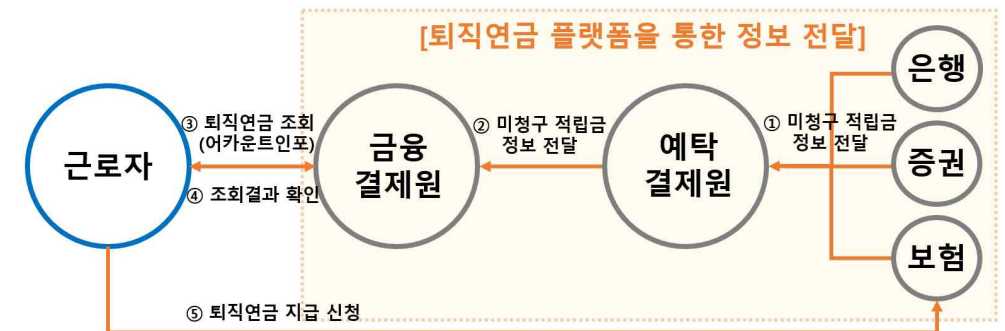 [퇴직연금 플랫폼을 통한 정보 전달]
근로자
③ 퇴직연금 조회
(어카운트인포)
④ 조회결과 확인
금융
결제원
② 미청구 적립금
정보 전달
예탁
결제원
① 미청구 적립금
정보 전달
은행
증권
보험
⑤ 퇴직연금 지급 신청